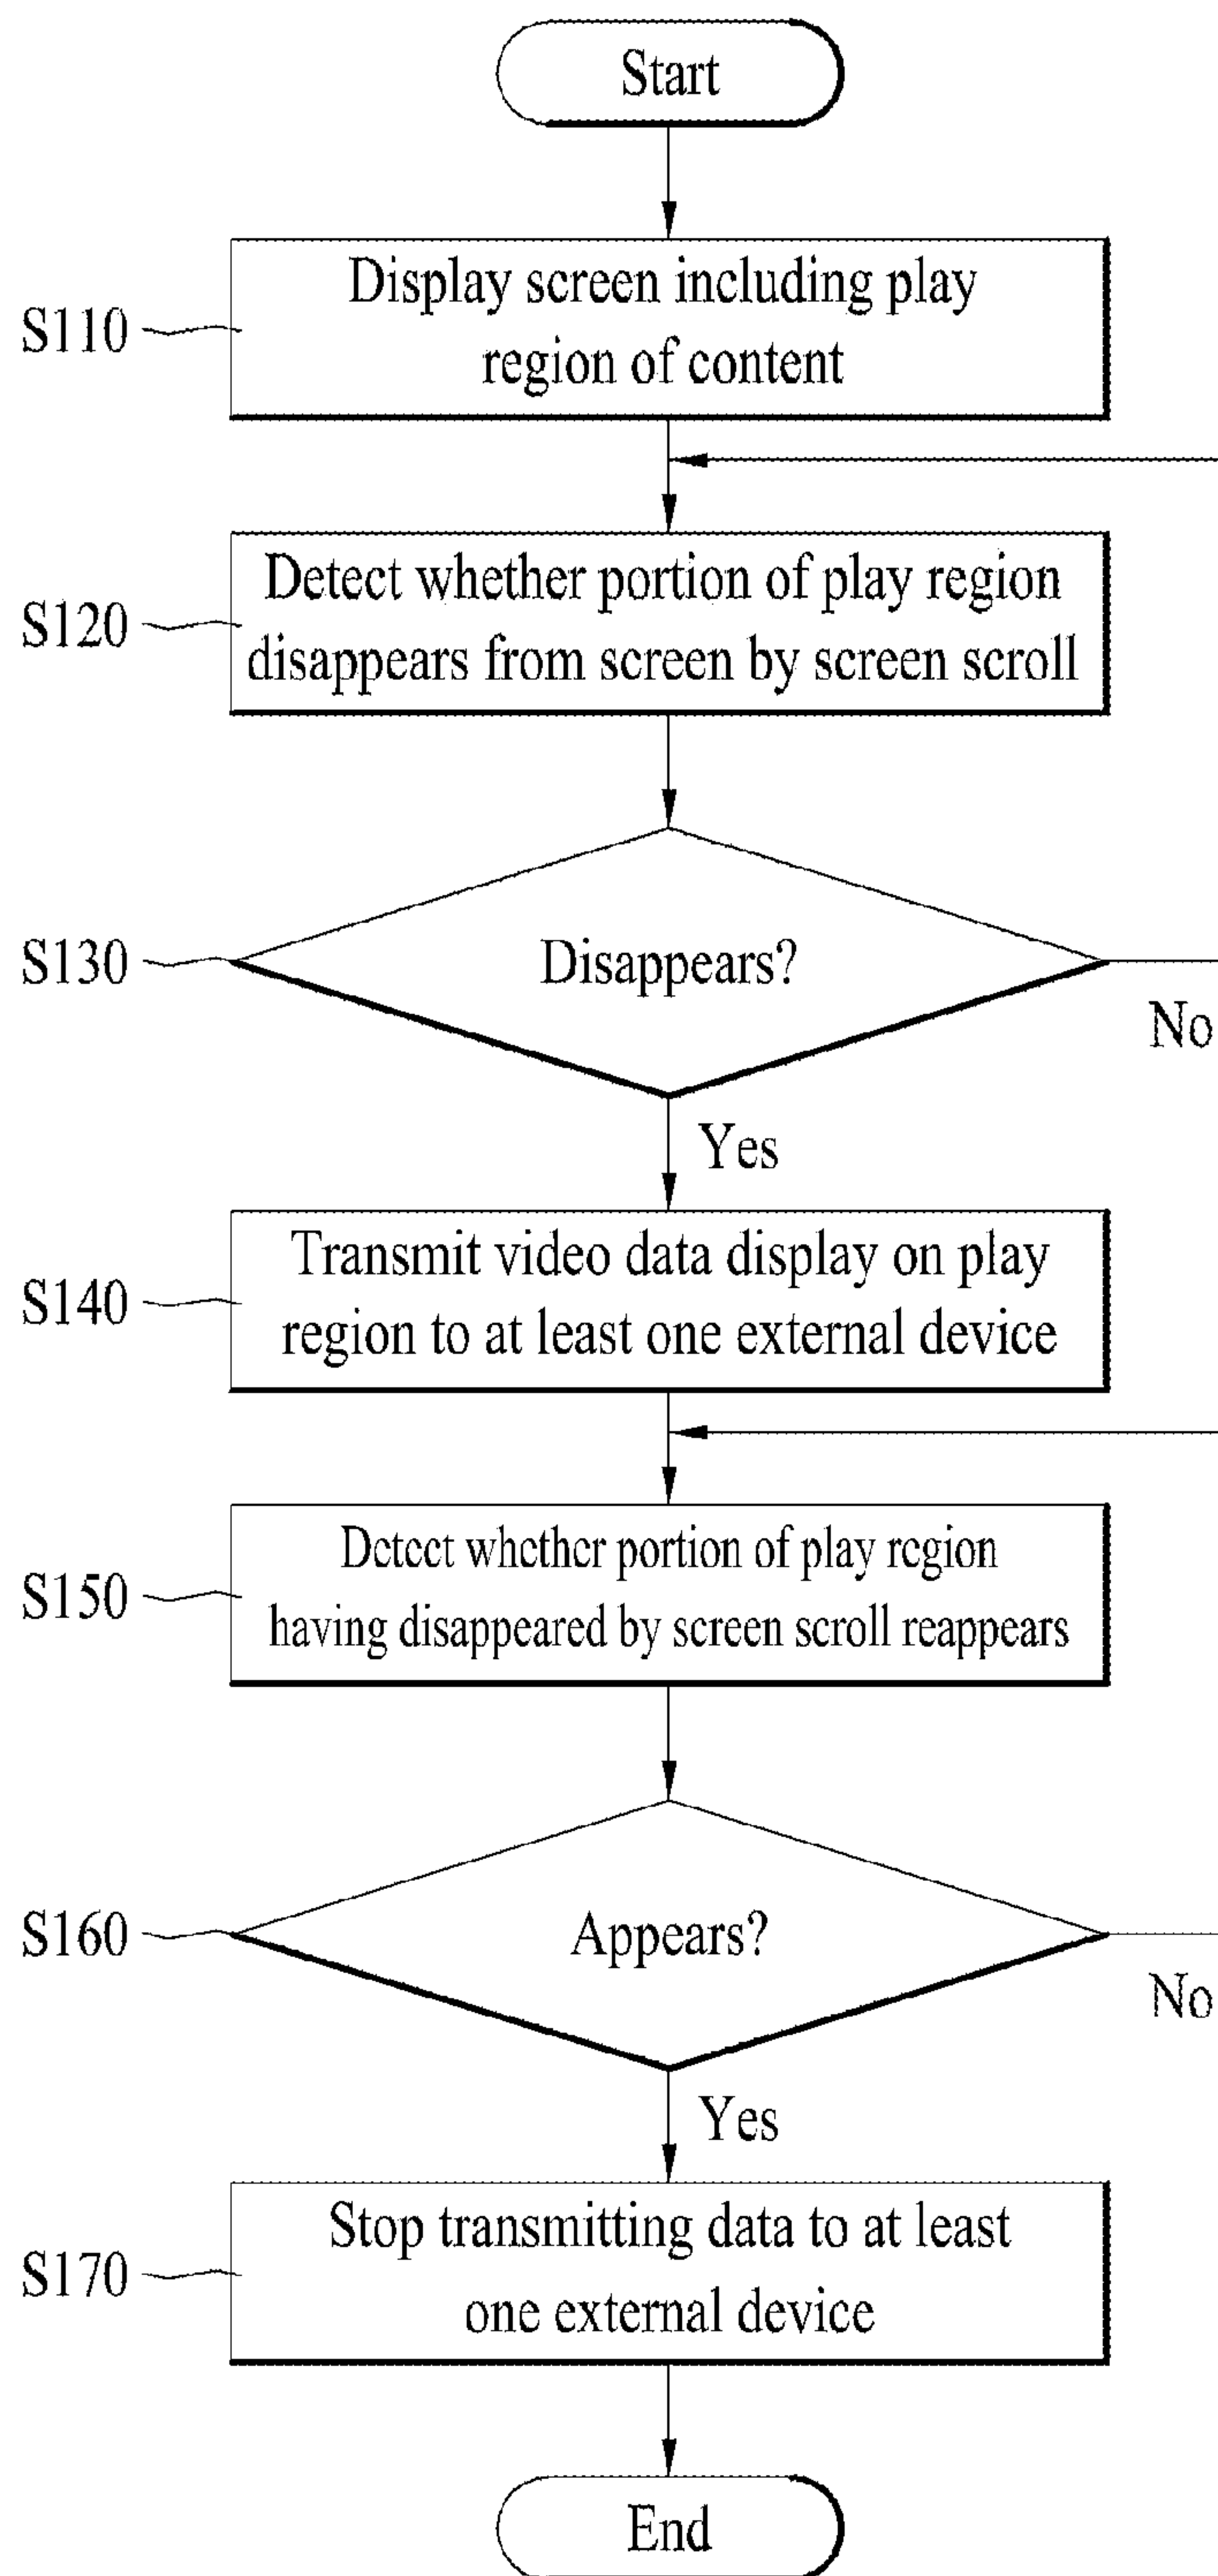 Start
Display screen including play
region of content
S110
Detect whether portion of play region
disappears from screen by screen scroll
S120
Disappears?
S130
No
Yes
Transmit video data display on play
region to at least one external device
S140
Detect whether portion of play region
having disappeared by screen scroll reappears
S150
Appears?
S160
No
Yes
Stop transmitting data to at least
one external device
S170
End